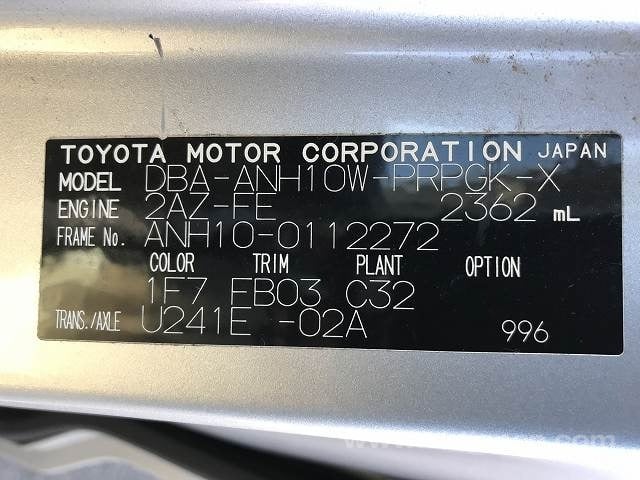 TOYOTA MOTOR CORPORATION JAPAN
MODEL DBA-ANH10W-PRPGK-X
ENGINE 2AZ-FE 2362 mL
FRAME No. ANH10-0112272
COLOR TRIM PLANT OPTION
1F7 FB03 C32
TRANS./AXLE U241E -02A 996